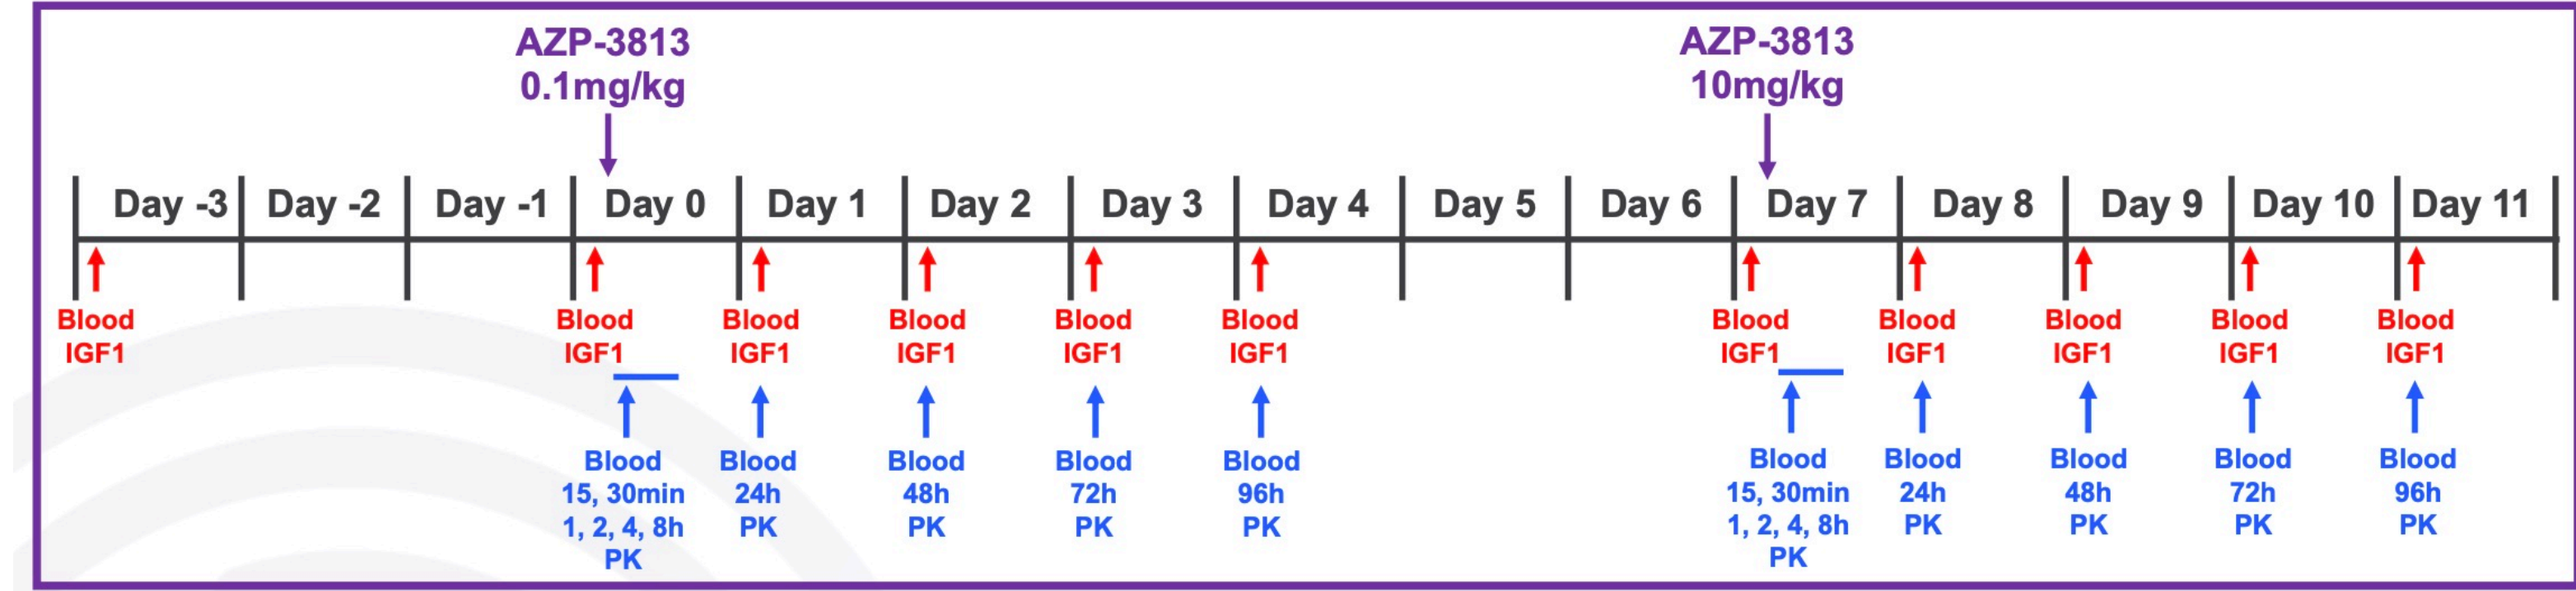 AZP-3813
0.1mg/kg
AZP-3813
10mg/kg
Day -3
Day -2
Day -1
Day 0
Day 1
Day 2
Day 3
Day 4
Day 5
Day 6
Day 7
Day 8
Day 9
Day 10
Day 11
Blood
IGF1
Blood
IGF1
Blood
IGF1
Blood
IGF1
Blood
IGF1
Blood
IGF1
Blood
IGF1
Blood
IGF1
Blood
IGF1
Blood
IGF1
Blood
IGF1
Blood
15, 30min
1, 2, 4, 8h
PK
Blood
24h
PK
Blood
48h
PK
Blood
72h
PK
Blood
96h
PK
Blood
15, 30min
1, 2, 4, 8h
PK
Blood
24h
PK
Blood
48h
PK
Blood
72h
PK
Blood
96h
PK